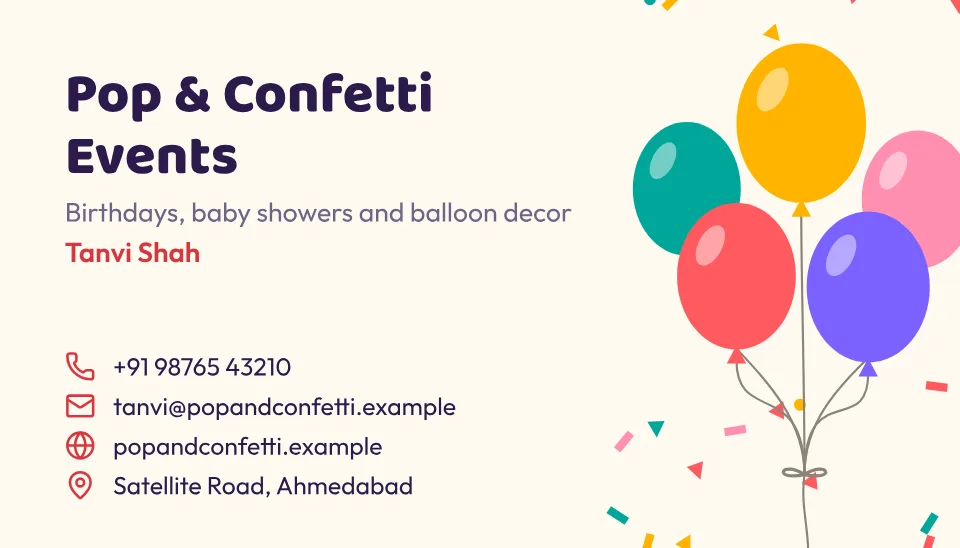 Pop & Confetti
Events
Birthdays, baby showers and balloon decor
Tanvi Shah
+91 98765 43210
tanvi@popandconfetti.example
popandconfetti.example
Satellite Road, Ahmedabad